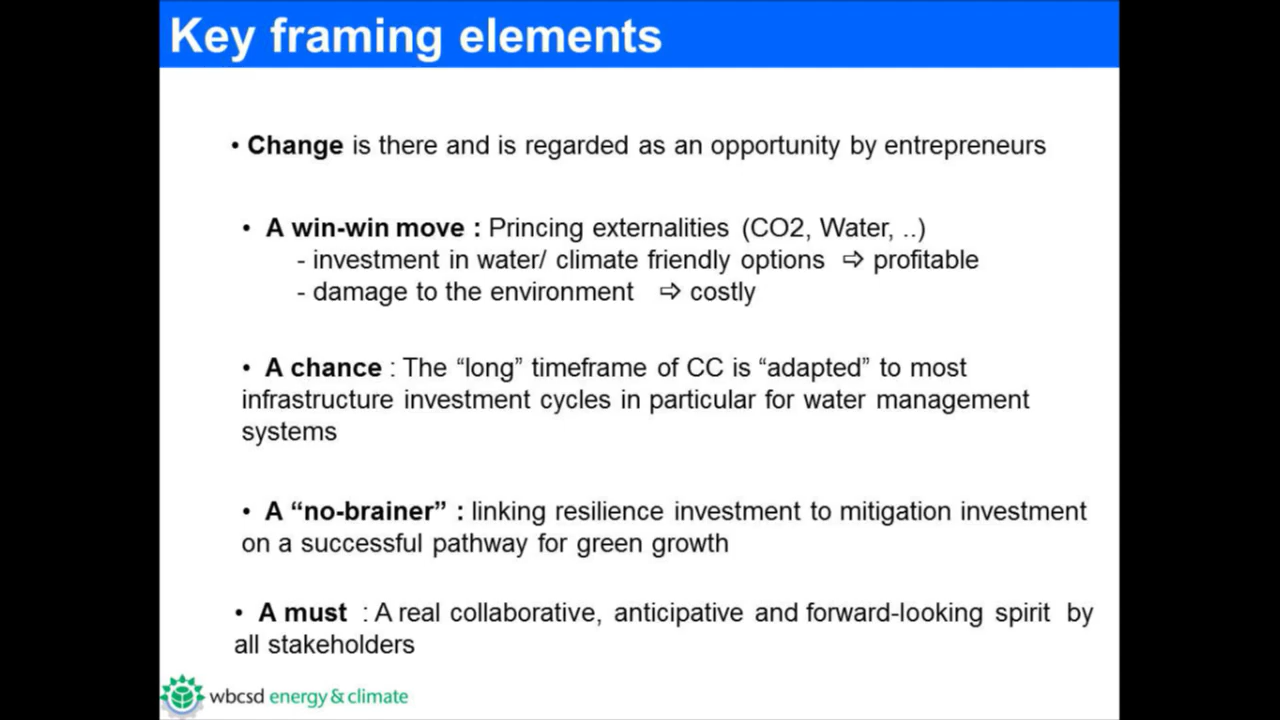 Key framing elements
• Change is there and is regarded as an opportunity by entrepreneurs
• A win-win move : Princing externalities (CO2, Water, ..)
- investment in water/ climate friendly options ⇨ profitable
- damage to the environment ⇨ costly
• A chance : The “long” timeframe of CC is “adapted” to most
infrastructure investment cycles in particular for water management
systems
• A “no-brainer” : linking resilience investment to mitigation investment
on a successful pathway for green growth
• A must : A real collaborative, anticipative and forward-looking spirit by
all stakeholders
wbcsd energy & climate